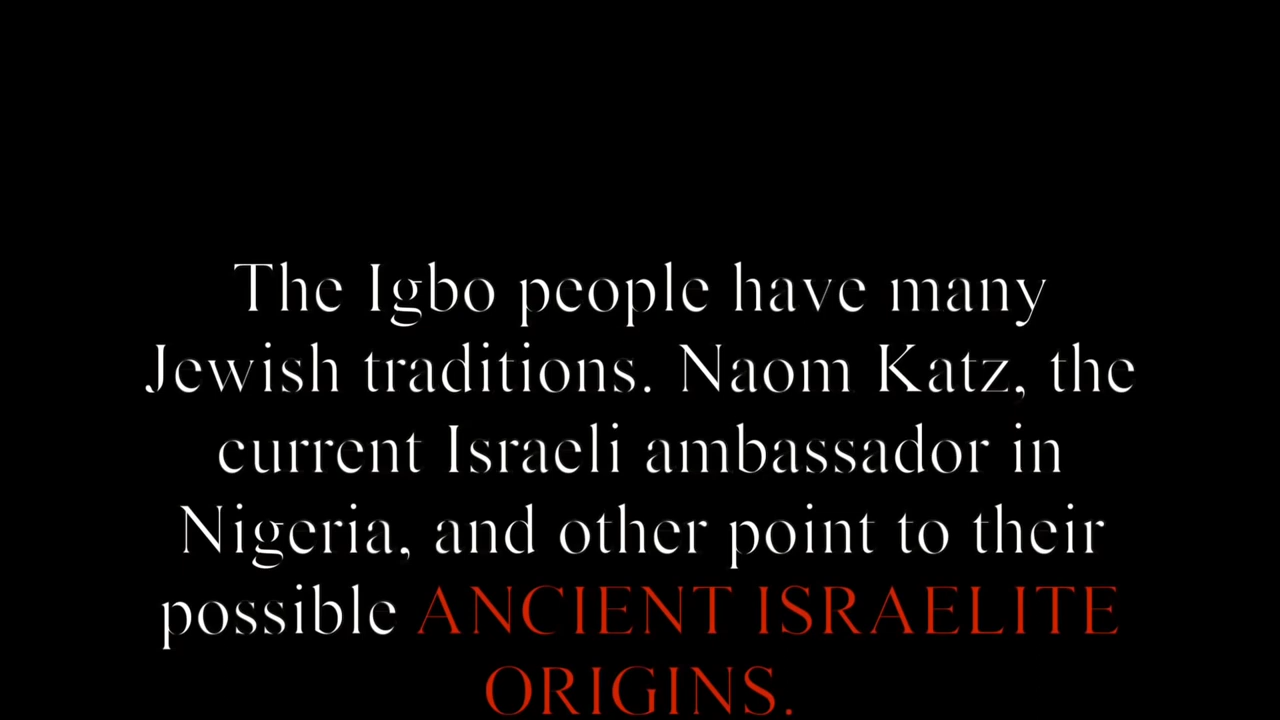 The Igbo people have many
Jewish traditions. Naom Katz, the
current Israeli ambassador in
Nigeria, and other point to their
possible ANCIENT ISRAELITE
ORIGINS.